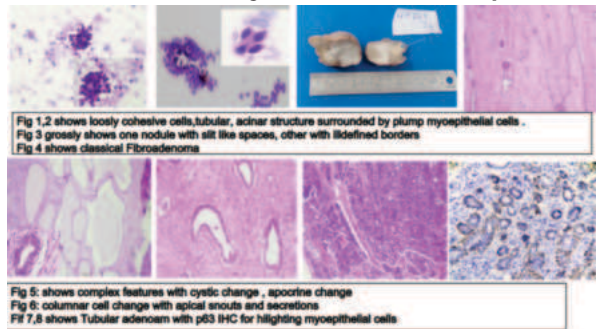 Fig 1,2 shows loosly cohesive cells,tubular, acinar structure surrounded by plump myoepithelial cells .
Fig 3 grossly shows one nodule with slit like spaces, other with illdefined borders
Fig 4 shows classical Fibroadenoma
Fig 5: shows complex features with cystic change , apocrine change
Fig 6: columnar cell change with apical snouts and secretions
Fif 7,8 shows Tubular adenoam with p63 IHC for hilighting myoepithelial cells